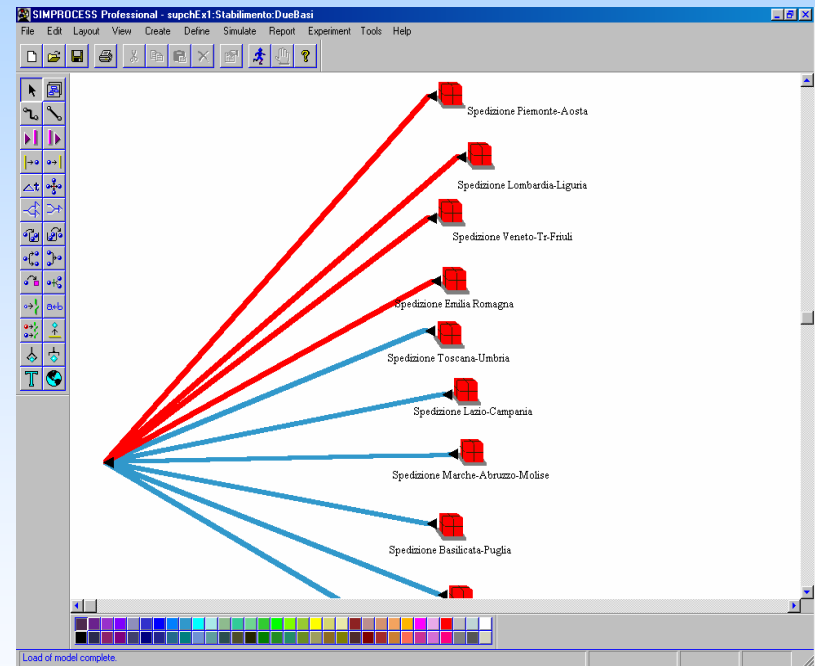 SIMPROCESS Professional - supchEx1:Stabilimento:DueBasi
File Edit Layout View Create Define Simulate Report Experiment Tools Help
Spedizione Piemonte-Aosta
Spedizione Lombardia-Liguria
Spedizione Veneto-Tr-Friuli
Spedizione Emilia Romagna
Spedizione Toscana-Umbria
Spedizione Lazio-Campania
Spedizione Marche-Abruzzo-Molise
Spedizione Basilicata-Puglia
Δt
a=b
T
Load of model complete.